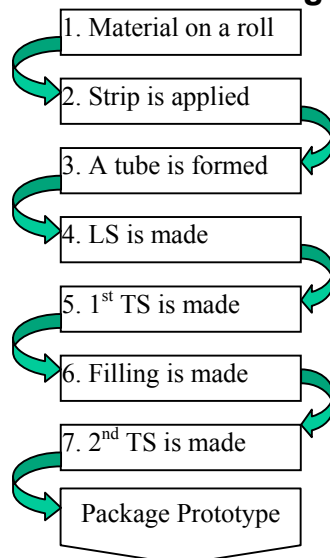 1. Material on a roll
2. Strip is applied
3. A tube is formed
4. LS is made
5. 1st TS is made
6. Filling is made
7. 2nd TS is made
Package Prototype